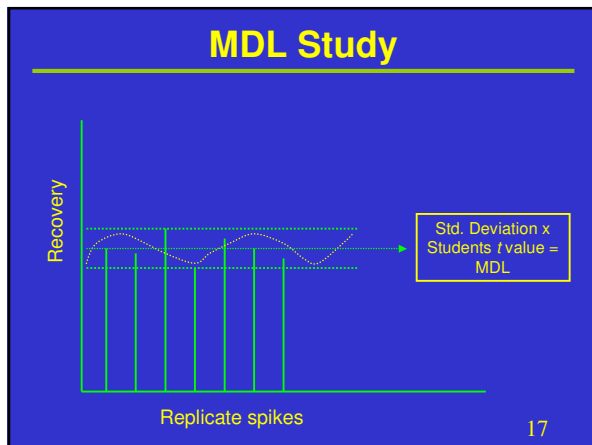 MDL Study
Recovery
Std. Deviation x
Students t value =
MDL
Replicate spikes
17